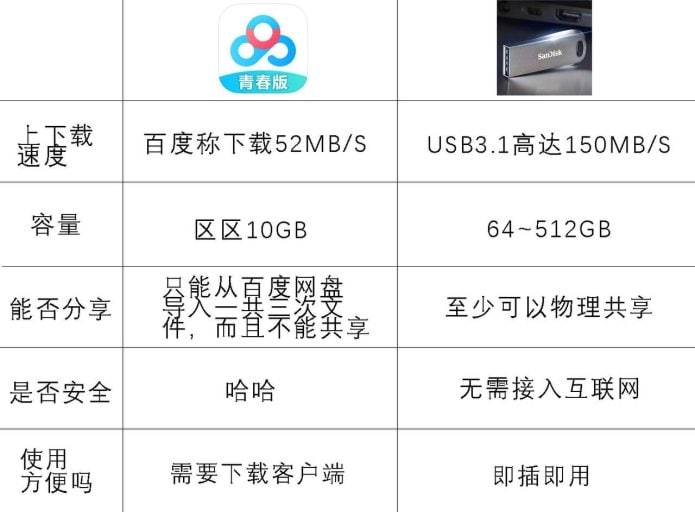 青春版
SanDisk
上下载
速度
百度称下载52MB/S
USB3.1高达150MB/S
容量
区区10GB
64~512GB
能否分享
只能从百度网盘
导入一共三次文
件，而且不能共享
至少可以物理共享
是否安全
哈哈
无需接入互联网
使用
方便吗
需要下载客户端
即插即用